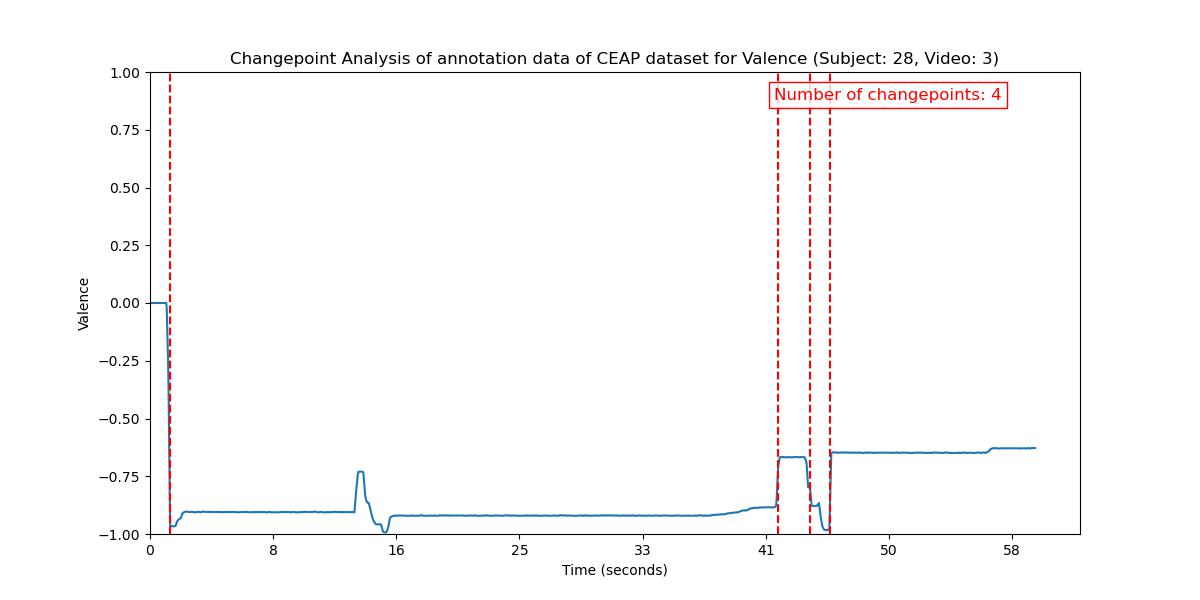 Changepoint Analysis of annotation data of CEAP dataset for Valence (Subject: 28, Video: 3)
Number of changepoints: 4
1.00
0.75
0.50
0.25
0.00
−0.25
−0.50
−0.75
−1.00
Valence
0 8 16 25 33 41 50 58
Time (seconds)